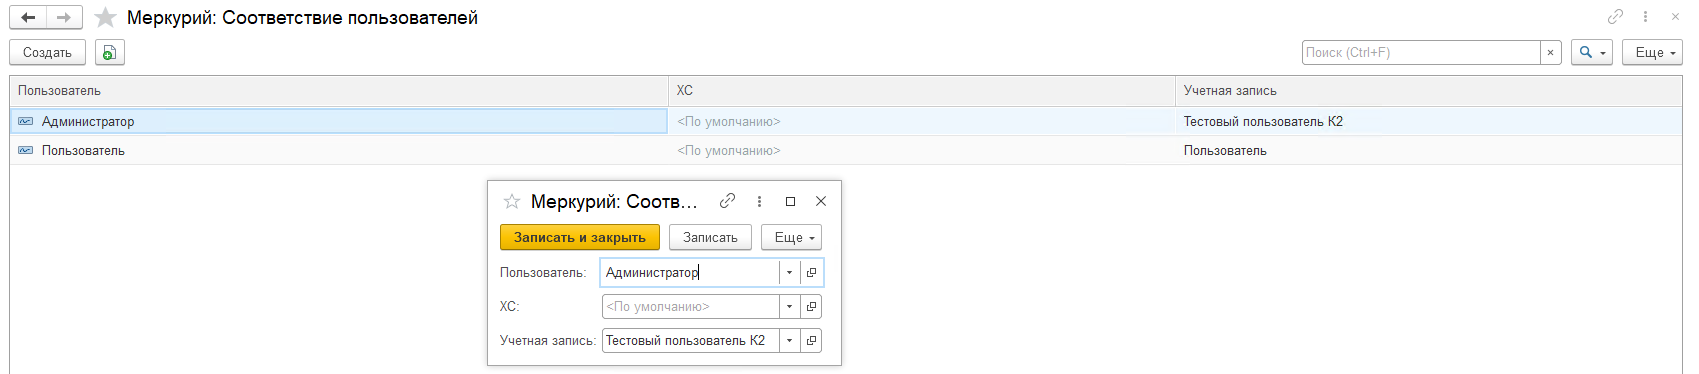 Меркурий: Соответствие пользователей
Создать
Поиск (Ctrl+F)
Еще
Пользователь ХС Учетная запись
Администратор <По умолчанию> Тестовый пользователь К2
Пользователь <По умолчанию> Пользователь
Меркурий: Соотв...
Записать и закрыть Записать Еще
Пользователь: Администратор
ХС: <По умолчанию>
Учетная запись: Тестовый пользователь К2